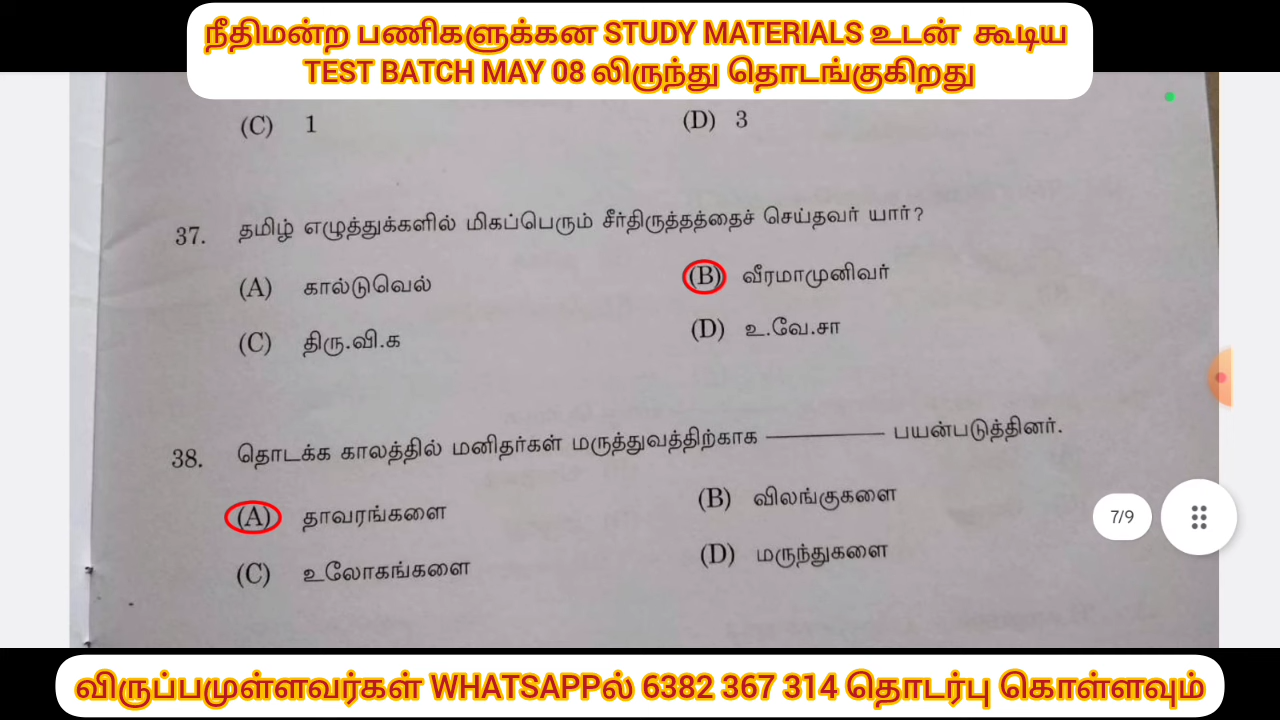 நீதிமன்ற பணிகளுக்கன STUDY MATERIALS உடன் கூடிய
TEST BATCH MAY 08 லிருந்து தொடங்குகிறது
(C) 1 (D) 3
37. தமிழ் எழுத்துக்களில் மிகப்பெரும் சீர்திருத்தத்தைச் செய்தவர் யார்?
(A) கால்டுவெல் (B) வீரமாமுனிவர்
(C) திரு.வி.க (D) உ.வே.சா
38. தொடக்க காலத்தில் மனிதர்கள் மருத்துவத்திற்காக ———— பயன்படுத்தினர்.
(A) தாவரங்களை (B) விலங்குகளை
(C) உலோகங்களை (D) மருந்துகளை
7/9
விருப்பமுள்ளவர்கள் WHATSAPPல் 6382 367 314 தொடர்பு கொள்ளவும்